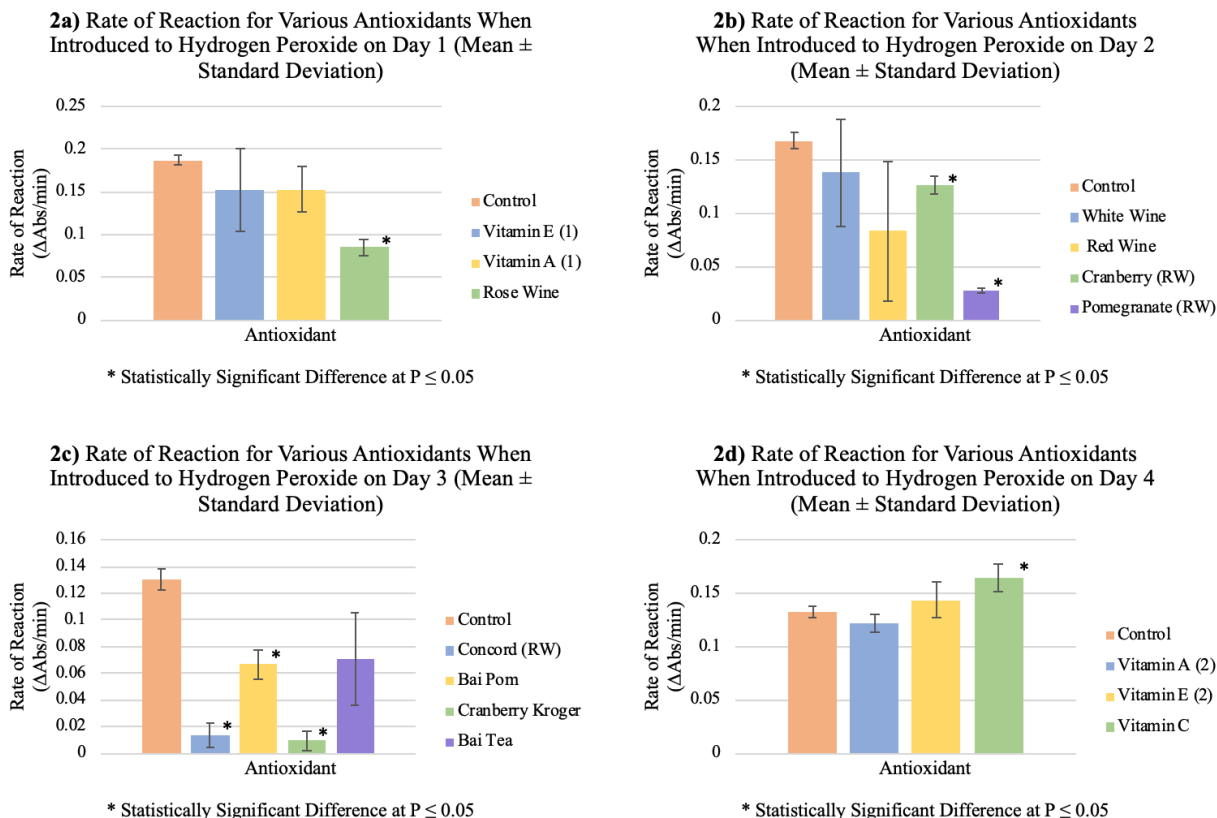 2a) Rate of Reaction for Various Antioxidants When
Introduced to Hydrogen Peroxide on Day 1 (Mean ±
Standard Deviation)
0.25
0.2
0.15
0.1
0.05
0
Rate of Reaction
(ΔAbs/min)
*
Antioxidant
Control
Vitamin E (1)
Vitamin A (1)
Rose Wine
* Statistically Significant Difference at P ≤ 0.05
2b) Rate of Reaction for Various Antioxidants
When Introduced to Hydrogen Peroxide on Day 2
(Mean ± Standard Deviation)
0.2
0.15
0.1
0.05
0
Rate of Reaction
(ΔAbs/min)
*
*
Antioxidant
Control
White Wine
Red Wine
Cranberry (RW)
Pomegranate (RW)
* Statistically Significant Difference at P ≤ 0.05
2c) Rate of Reaction for Various Antioxidants When
Introduced to Hydrogen Peroxide on Day 3 (Mean ±
Standard Deviation)
0.16
0.14
0.12
0.1
0.08
0.06
0.04
0.02
0
Rate of Reaction
(ΔAbs/min)
*
*
*
Antioxidant
Control
Concord (RW)
Bai Pom
Cranberry Kroger
Bai Tea
* Statistically Significant Difference at P ≤ 0.05
2d) Rate of Reaction for Various Antioxidants
When Introduced to Hydrogen Peroxide on Day 4
(Mean ± Standard Deviation)
0.2
0.15
0.1
0.05
0
Rate of Reaction
(ΔAbs/min)
*
Antioxidant
Control
Vitamin A (2)
Vitamin E (2)
Vitamin C
* Statistically Significant Difference at P ≤ 0.05